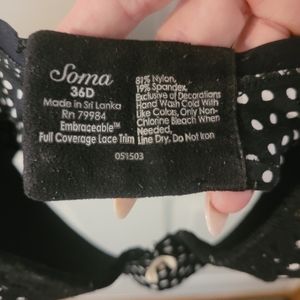 Soma
36D
Made in Sri Lanka
Rn 79984
Embraceable™
Full Coverage Lace Trim
051503
81% Nylon,
19% Spandex,
Exclusive of Decorations
Hand Wash Cold With
Like Colors, Only Non-
Chlorine Bleach When
Needed,
Line Dry, Do Not Iron